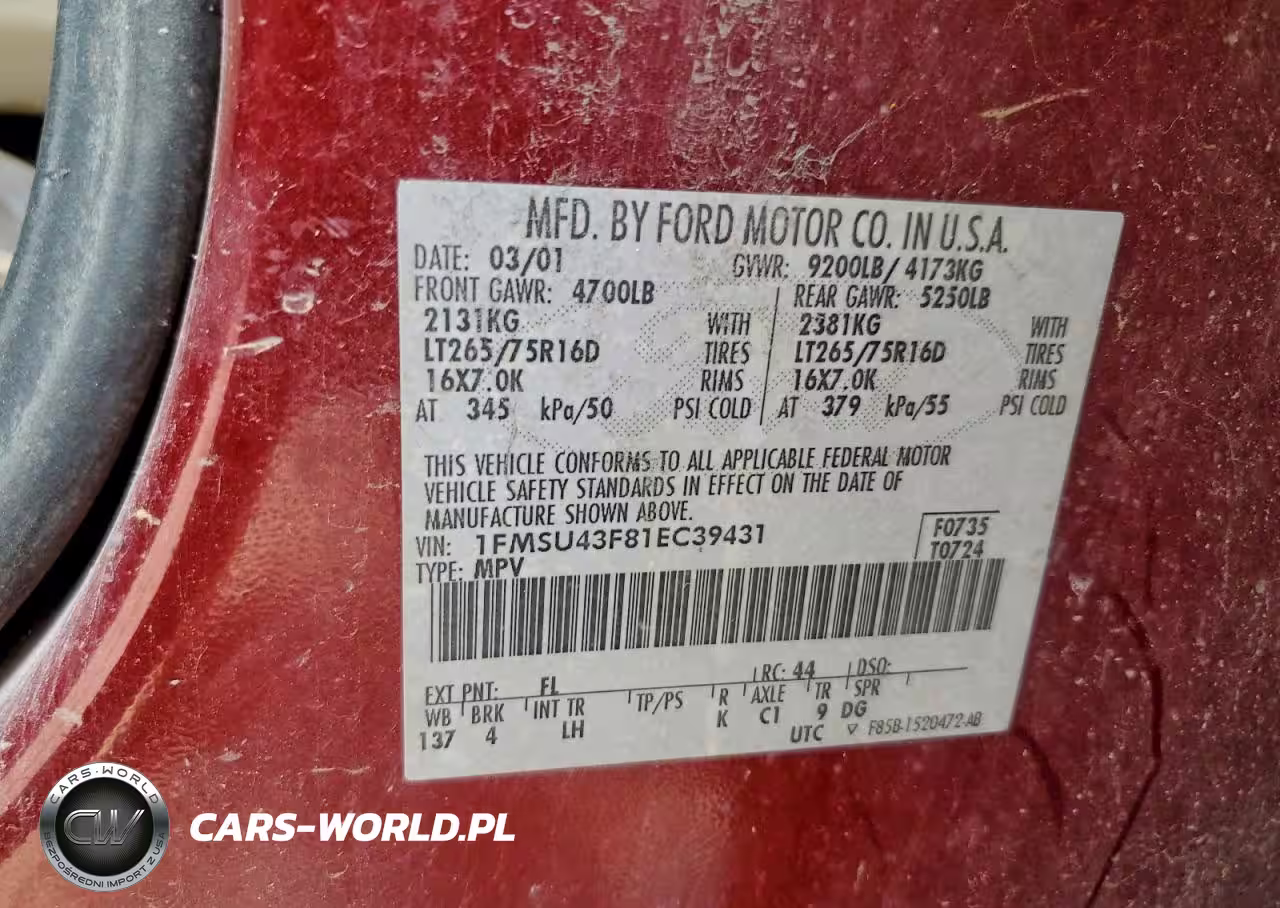 MFD. BY FORD MOTOR CO. IN U.S.A.
DATE: 03/01 GVWR: 9200LB/ 4173KG
FRONT GAWR: 4700LB REAR GAWR: 5250LB
2131KG WITH 2381KG WITH
LT265/75R16D TIRES LT265/75R16D TIRES
16X7.0K RIMS 16X7.0K RIMS
AT 345 kPa/50 PSI COLD AT 379 kPa/55 PSI COLD
THIS VEHICLE CONFORMS TO ALL APPLICABLE FEDERAL MOTOR
VEHICLE SAFETY STANDARDS IN EFFECT ON THE DATE OF
MANUFACTURE SHOWN ABOVE.
VIN: 1FMSU43F81EC39431 F0735
TYPE: MPV T0724
EXT PNT: FL RC: 44 DSO:
WB BRK INT TR TP/PS R AXLE TR SPR
137 4 LH K C1 9 DG
UTC ▽ F85B-1520472-AB
CARS-WORLD
CW
BEZPOŚREDNI IMPORT Z USA
CARS-WORLD.PL